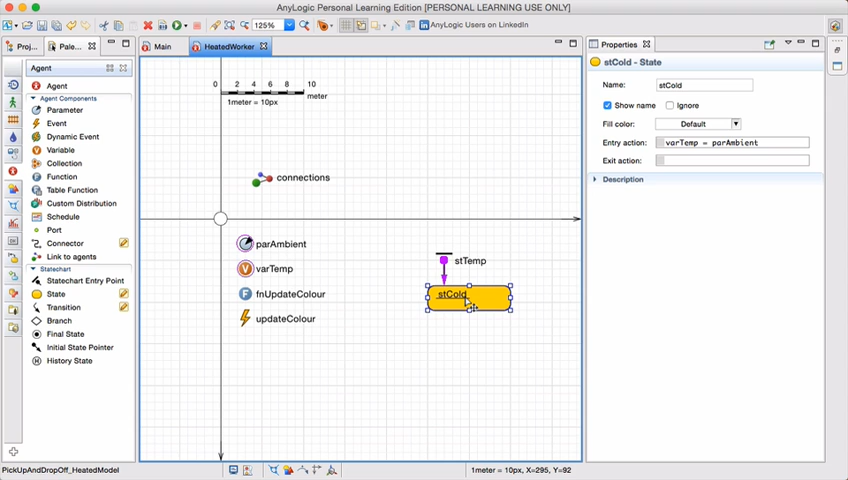 AnyLogic Personal Learning Edition [PERSONAL LEARNING USE ONLY]
125%
AnyLogic Users on LinkedIn
Proj...
Pale...
Main
HeatedWorker
Properties
Agent
Agent
Agent Components
Parameter
Event
Dynamic Event
Variable
Collection
Function
Table Function
Custom Distribution
Schedule
Port
Connector
Link to agents
Statechart
Statechart Entry Point
State
Transition
Branch
Final State
Initial State Pointer
History State
0 2 4 6 8 10
meter
1meter = 10px
connections
parAmbient
varTemp
fnUpdateColour
updateColour
stTemp
stCold
stCold - State
Name: stCold
Show name Ignore
Fill color: Default
Entry action: varTemp = parAmbient
Exit action:
Description
PickUpAndDropOff_HeatedModel
1meter = 10px, X=295, Y=92